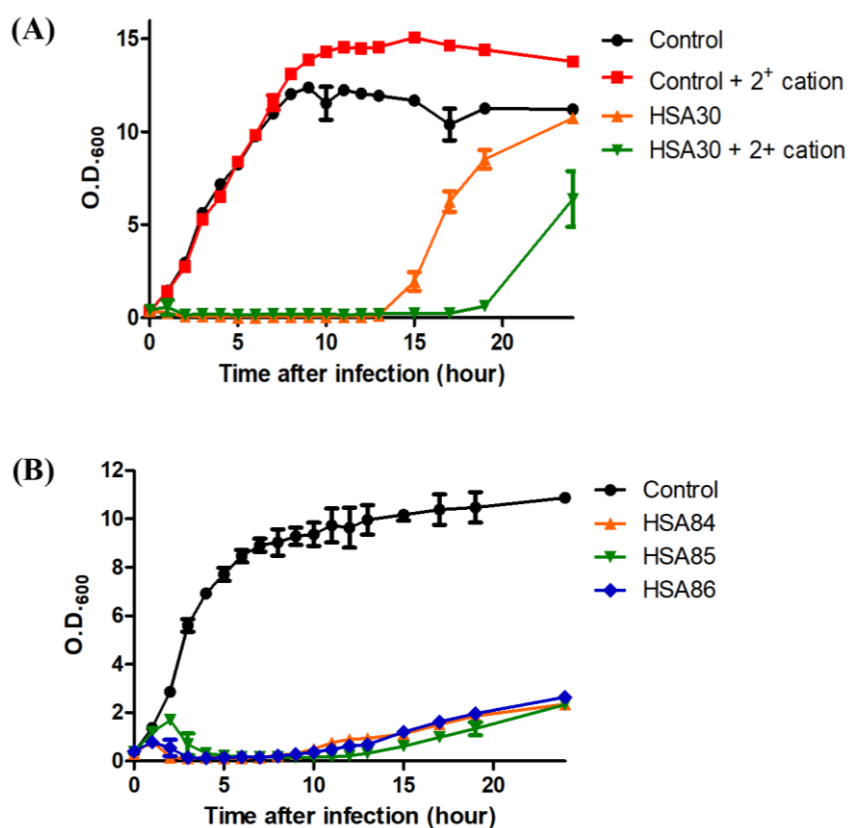 (A)
15
10
5
0
O.D.600
0 5 10 15 20
Time after infection (hour)
Control
Control + 2⁺ cation
HSA30
HSA30 + 2+ cation
(B)
12
10
8
6
4
2
0
O.D.600
0 5 10 15 20
Time after infection (hour)
Control
HSA84
HSA85
HSA86